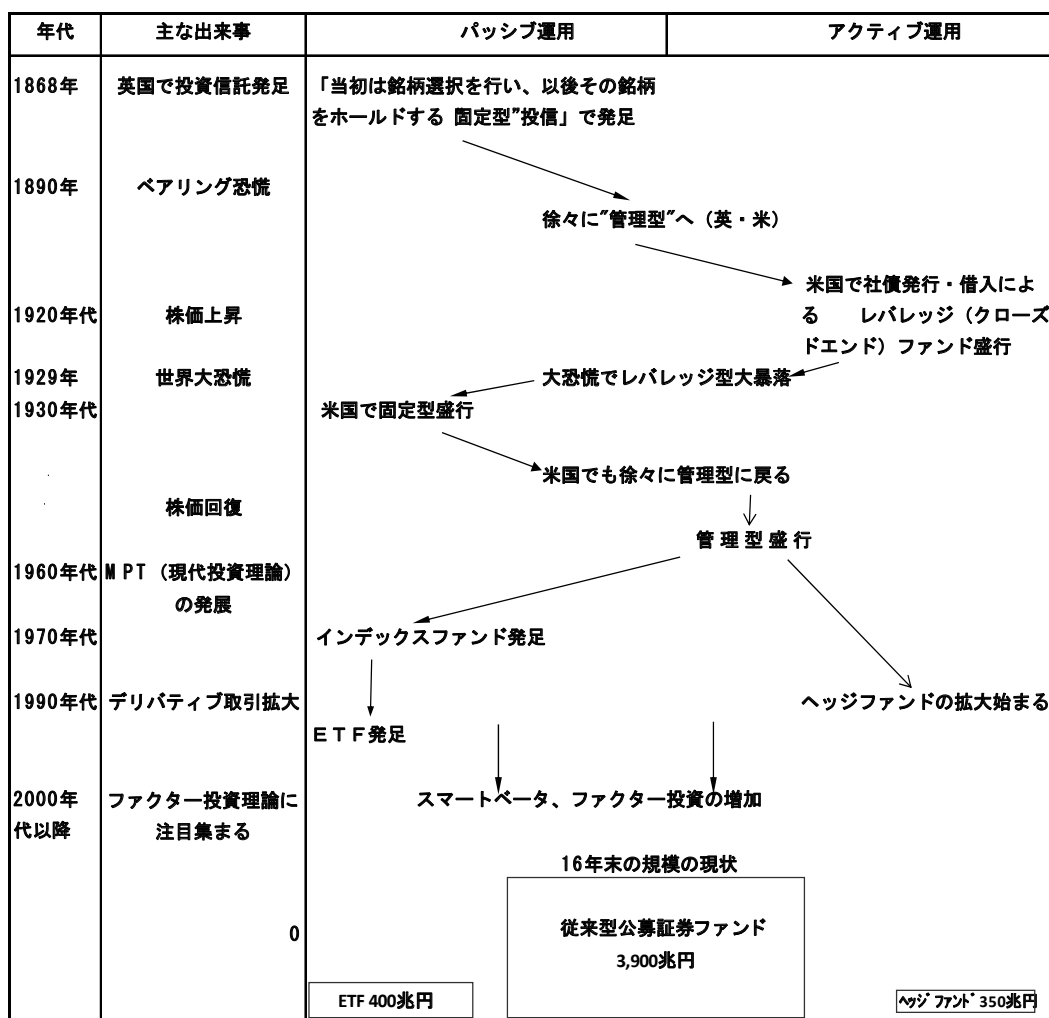 年代 主な出来事 パッシブ運用 アクティブ運用
1868年 英国で投資信託発足 「当初は銘柄選択を行い、以後その銘柄
をホールドする 固定型”投信」で発足
1890年 ベアリング恐慌
徐々に”管理型”へ（英・米）
米国で社債発行・借入によ
1920年代 株価上昇 る レバレッジ（クローズ
ドエンド）ファンド盛行
1929年 世界大恐慌 大恐慌でレバレッジ型大暴落
1930年代 米国で固定型盛行
米国でも徐々に管理型に戻る
株価回復
管理型盛行
1960年代 MPT（現代投資理論）
の発展
1970年代 インデックスファンド発足
1990年代 デリバティブ取引拡大 ヘッジファンドの拡大始まる
ＥＴＦ発足
2000年 ファクター投資理論に スマートベータ、ファクター投資の増加
代以降 注目集まる
16年末の規模の現状
0 従来型公募証券ファンド
3,900兆円
ETF 400兆円 ﾍｯｼﾞﾌｧﾝﾄﾞ 350兆円